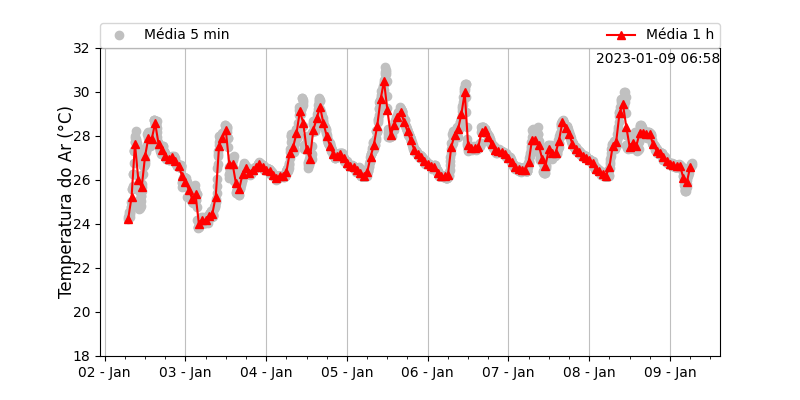 Média 5 min
Média 1 h
2023-01-09 06:58
Temperatura do Ar (°C)
32
30
28
26
24
22
20
18
02 - Jan
03 - Jan
04 - Jan
05 - Jan
06 - Jan
07 - Jan
08 - Jan
09 - Jan